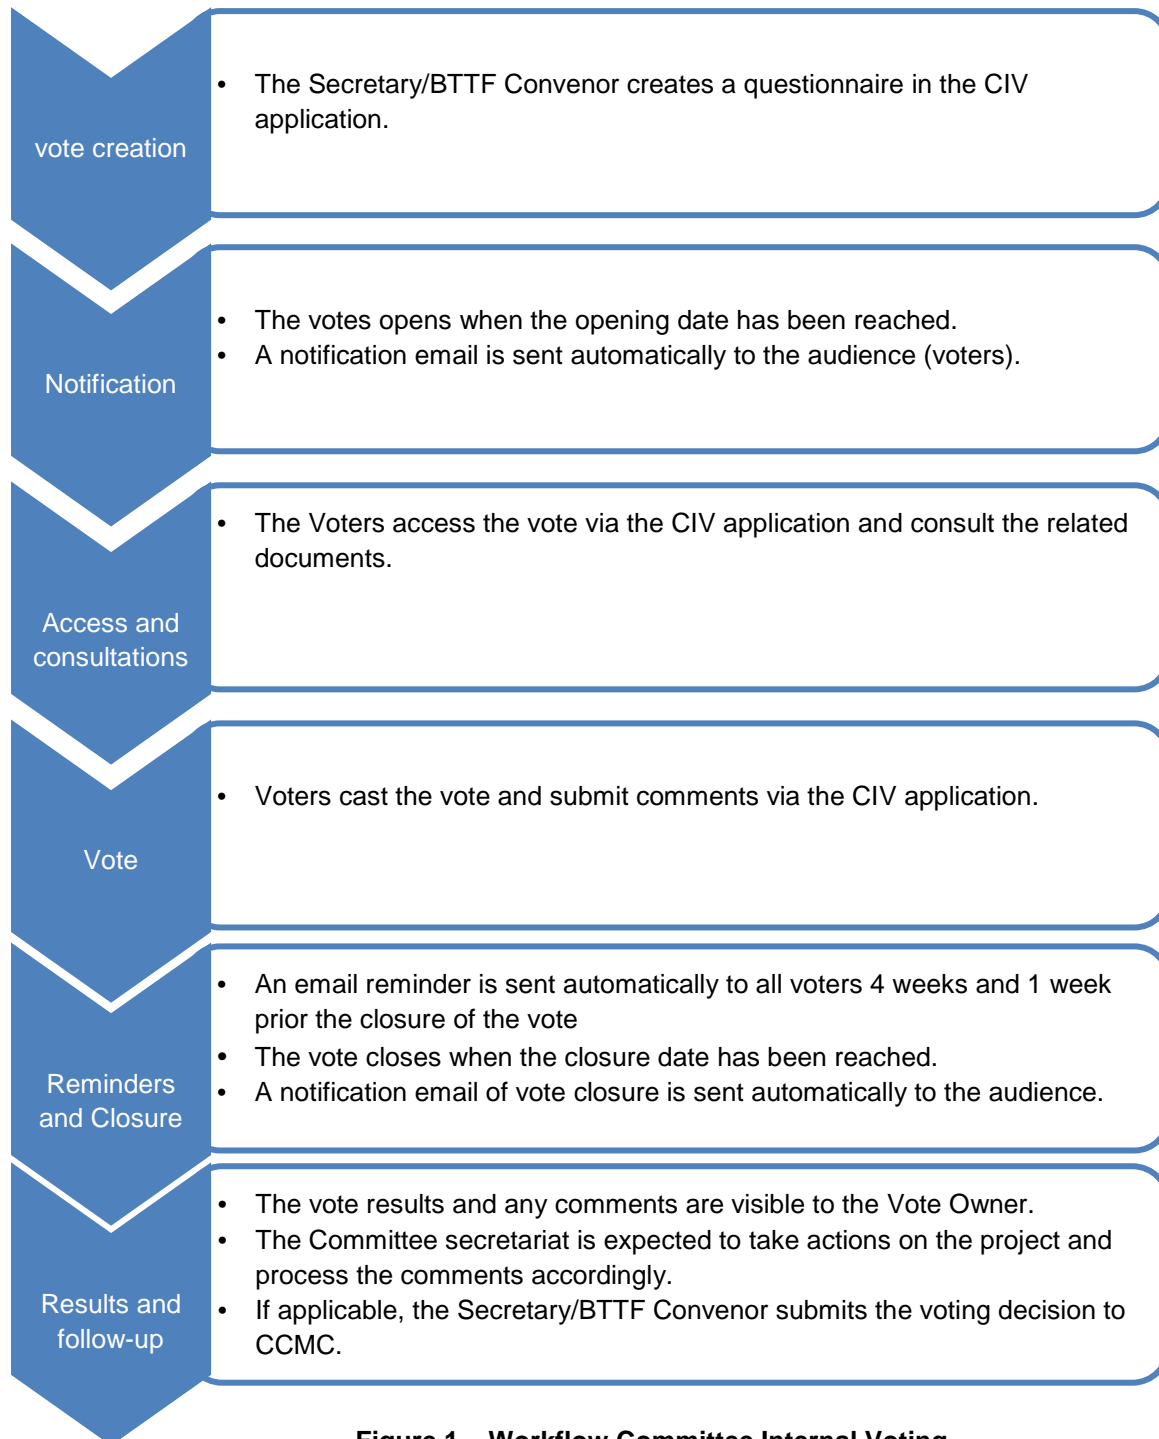 vote creation
• The Secretary/BTTF Convenor creates a questionnaire in the CIV
application.
Notification
• The votes opens when the opening date has been reached.
• A notification email is sent automatically to the audience (voters).
Access and
consultations
• The Voters access the vote via the CIV application and consult the related
documents.
Vote
• Voters cast the vote and submit comments via the CIV application.
Reminders
and Closure
• An email reminder is sent automatically to all voters 4 weeks and 1 week
prior the closure of the vote
• The vote closes when the closure date has been reached.
• A notification email of vote closure is sent automatically to the audience.
Results and
follow-up
• The vote results and any comments are visible to the Vote Owner.
• The Committee secretariat is expected to take actions on the project and
process the comments accordingly.
• If applicable, the Secretary/BTTF Convenor submits the voting decision to
CCMC.
Figure 1 – Workflow Committee Internal Voting